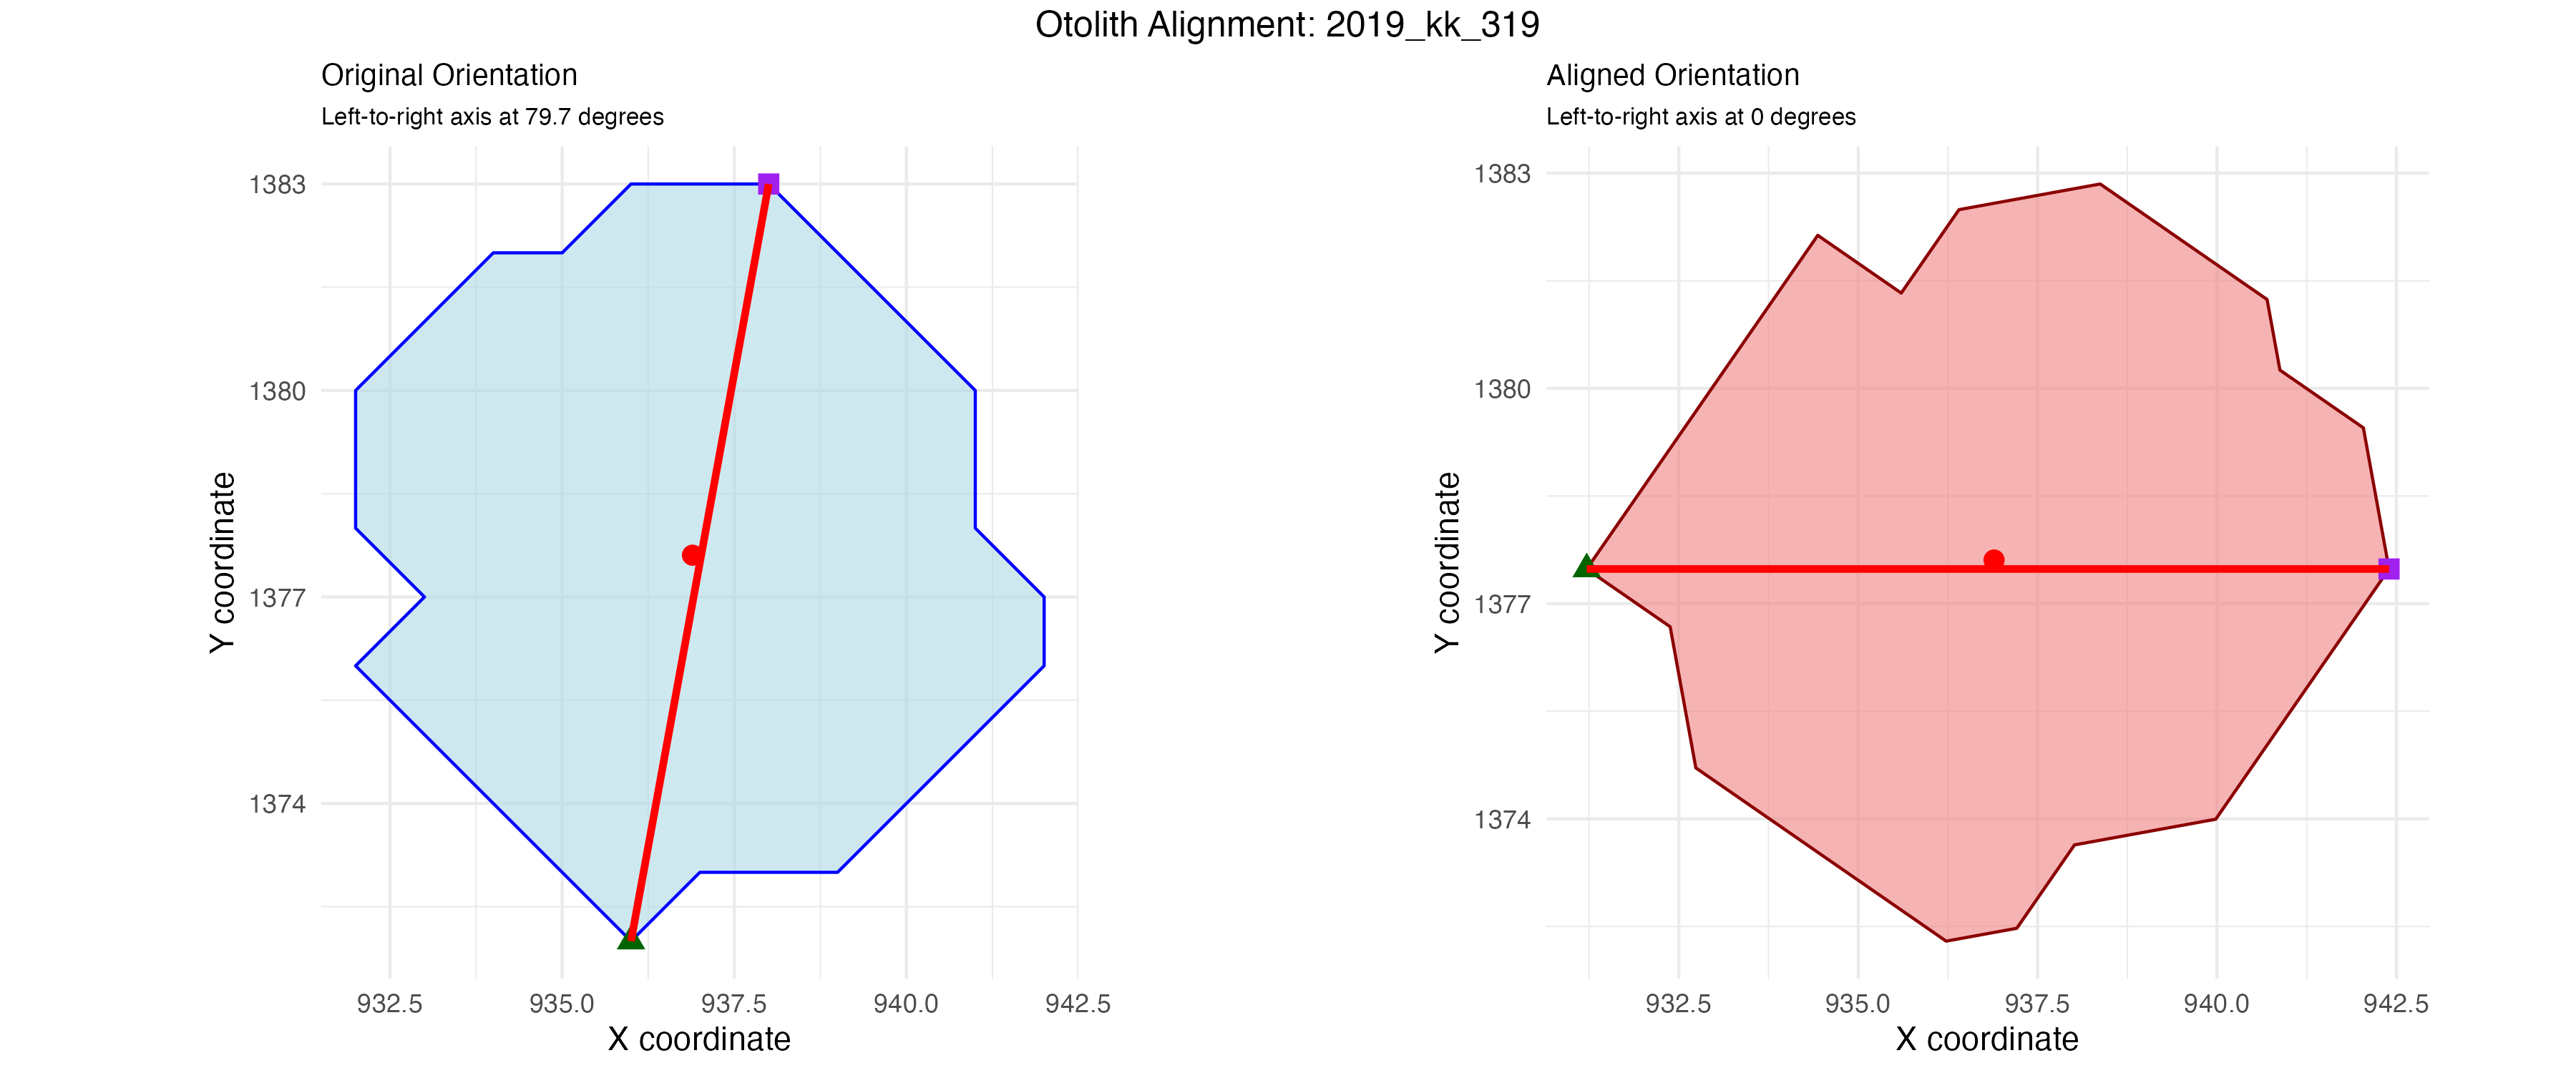 Otolith Alignment: 2019_kk_319
Original Orientation
Left-to-right axis at 79.7 degrees
1383
1380
1377
1374
Y coordinate
932.5 935.0 937.5 940.0 942.5
X coordinate
Aligned Orientation
Left-to-right axis at 0 degrees
1383
1380
1377
1374
Y coordinate
932.5 935.0 937.5 940.0 942.5
X coordinate